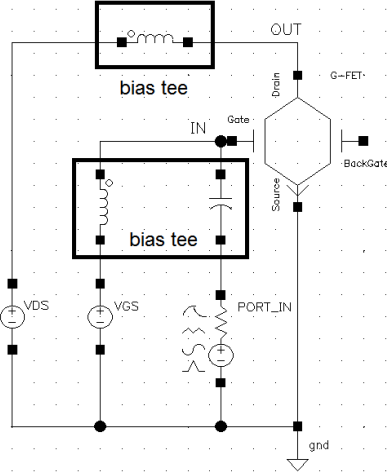 OUT
bias tee
Drain
G-FET
IN
Gate
BackGate
Source
bias tee
VDS
VGS
PORT_IN
gnd